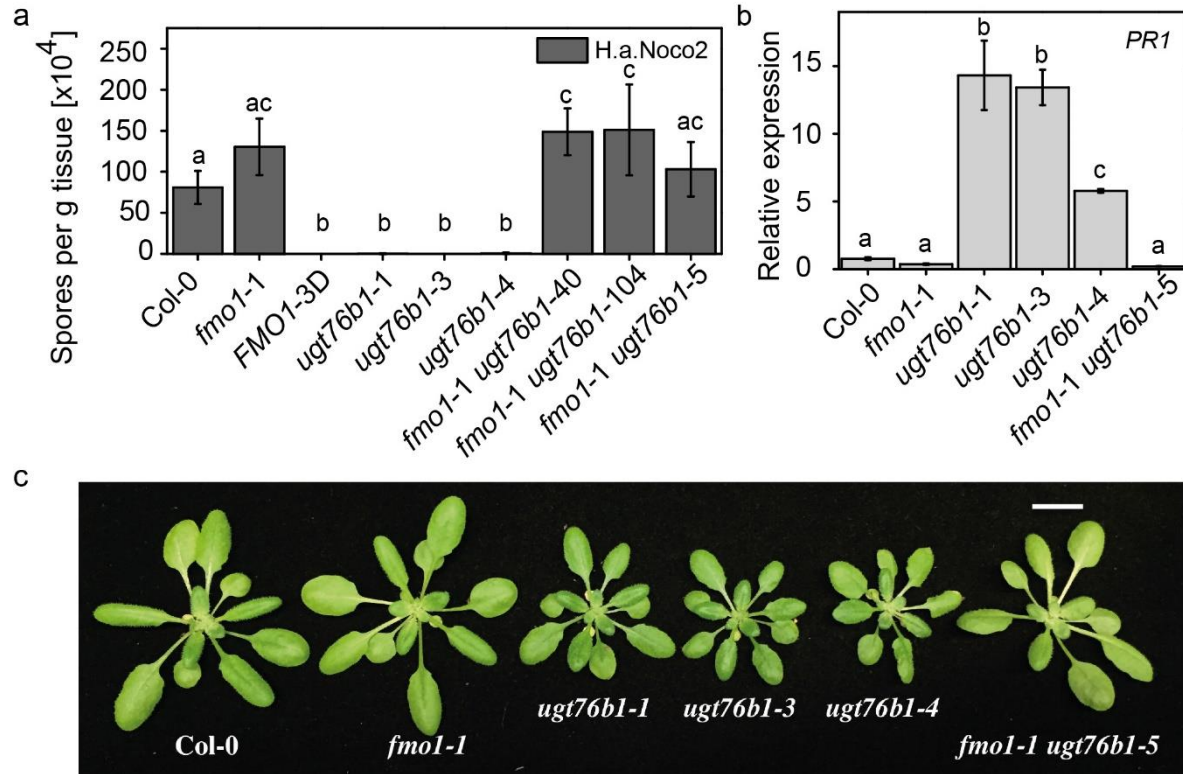 a
Spores per g tissue [x10⁴]
250
200
150
100
50
0
H.a.Noco2
a
ac
b
b
b
b
c
c
ac
Col-0
fmo1-1
FMO1-3D
ugt76b1-1
ugt76b1-3
ugt76b1-4
fmo1-1 ugt76b1-40
fmo1-1 ugt76b1-104
fmo1-1 ugt76b1-5
b
Relative expression
15
10
5
0
PR1
a
a
b
b
c
a
Col-0
fmo1-1
ugt76b1-1
ugt76b1-3
ugt76b1-4
fmo1-1 ugt76b1-5
c
Col-0
fmo1-1
ugt76b1-1
ugt76b1-3
ugt76b1-4
fmo1-1 ugt76b1-5